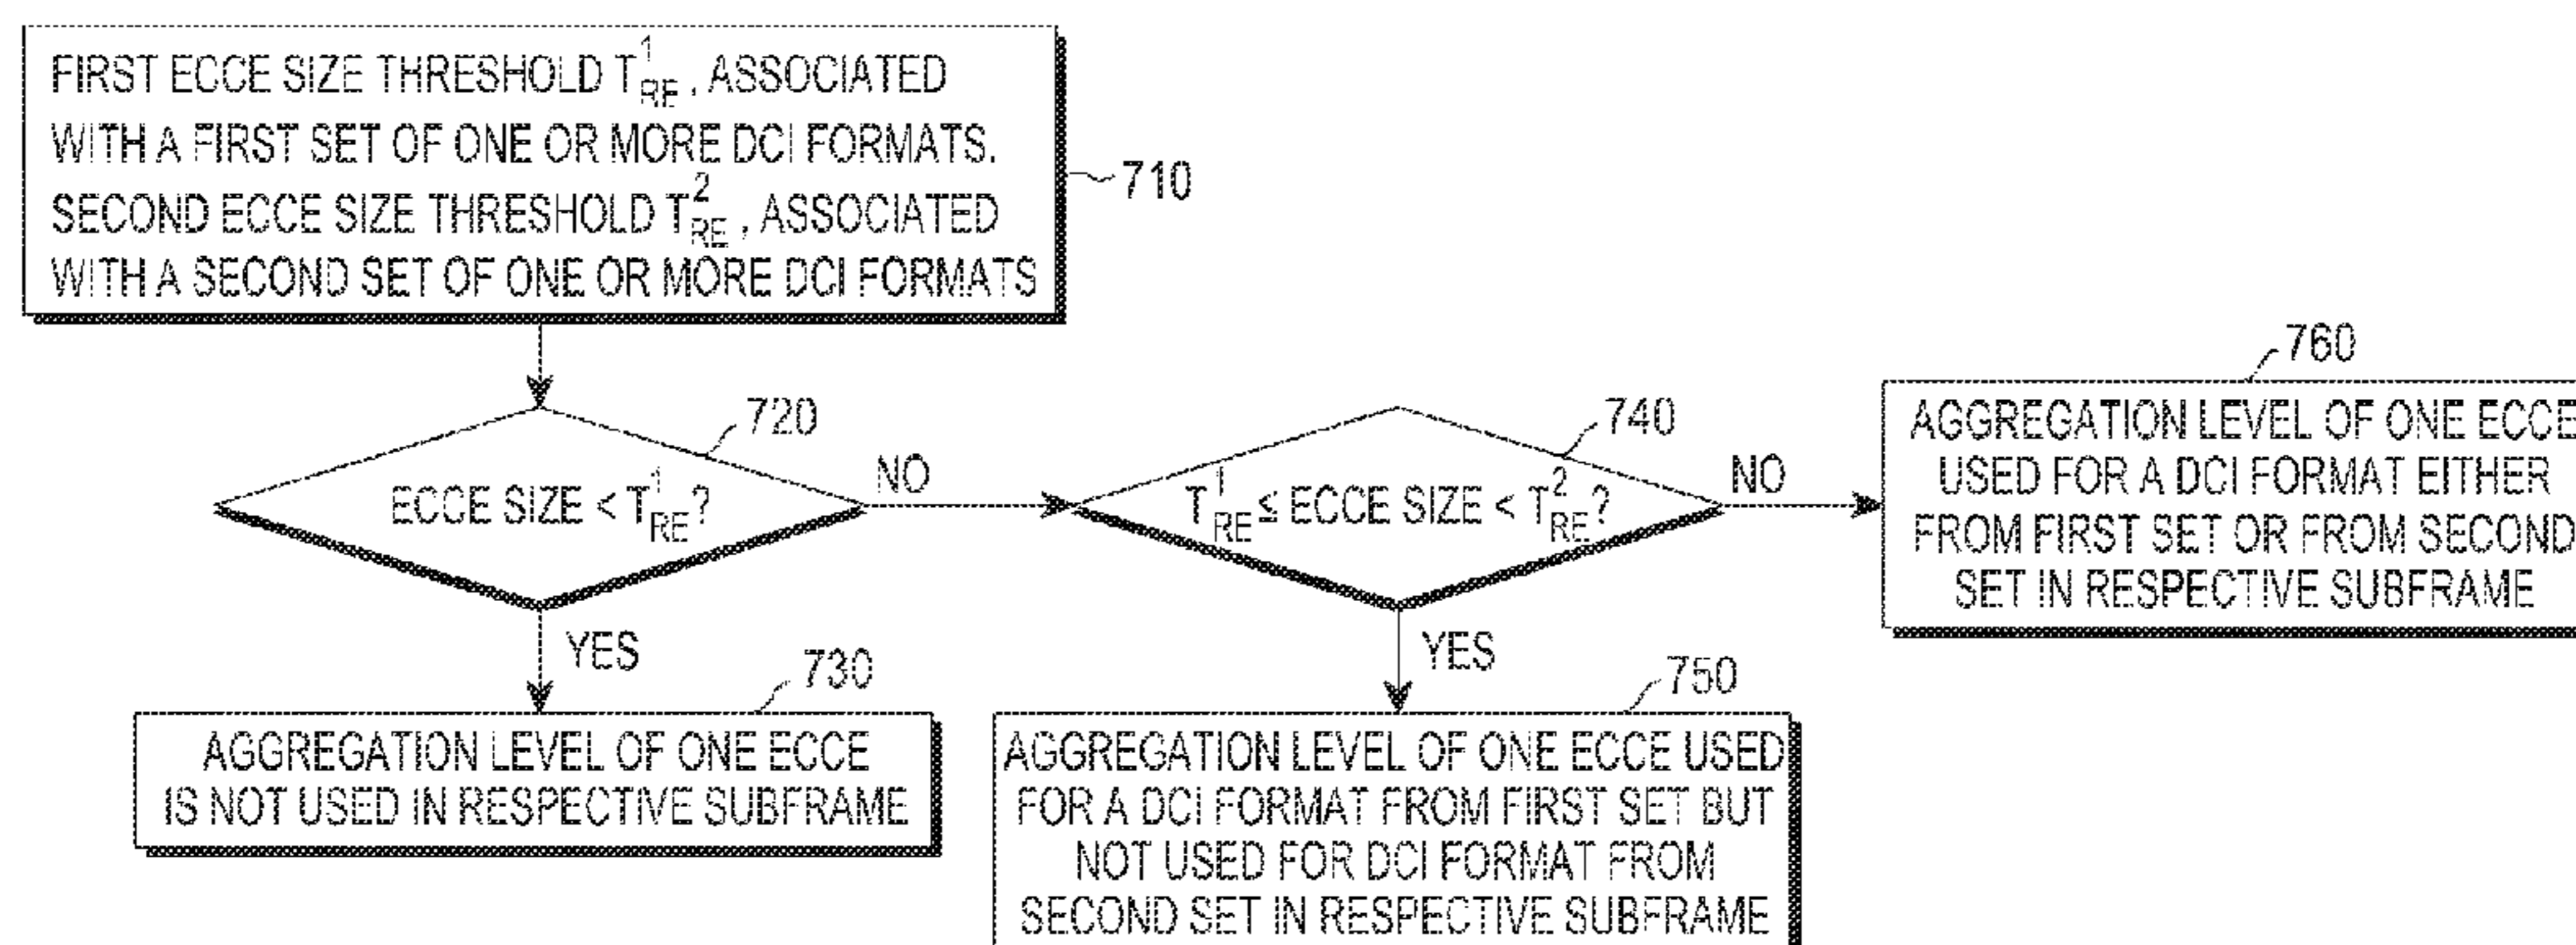 FIRST ECCE SIZE THRESHOLD T^1_RE, ASSOCIATED
WITH A FIRST SET OF ONE OR MORE DCI FORMATS.
SECOND ECCE SIZE THRESHOLD T^2_RE, ASSOCIATED
WITH A SECOND SET OF ONE OR MORE DCI FORMATS
710
720
ECCE SIZE < T^1_RE?
NO
YES
730
AGGREGATION LEVEL OF ONE ECCE
IS NOT USED IN RESPECTIVE SUBFRAME
740
T^1_RE ≤ ECCE SIZE < T^2_RE?
NO
YES
750
AGGREGATION LEVEL OF ONE ECCE USED
FOR A DCI FORMAT FROM FIRST SET BUT
NOT USED FOR DCI FORMAT FROM
SECOND SET IN RESPECTIVE SUBFRAME
760
AGGREGATION LEVEL OF ONE ECCE
USED FOR A DCI FORMAT EITHER
FROM FIRST SET OR FROM SECOND
SET IN RESPECTIVE SUBFRAME